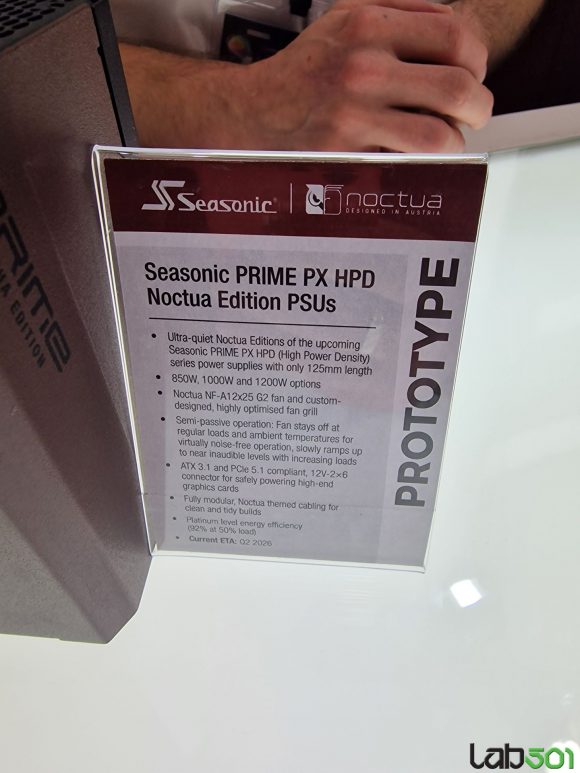 Seasonic
noctua
DESIGNED IN AUSTRIA
Seasonic PRIME PX HPD
Noctua Edition PSUs
PROTOTYPE
• Ultra-quiet Noctua Editions of the upcoming
Seasonic PRIME PX HPD (High Power Density)
series power supplies with only 125mm length
• 850W, 1000W and 1200W options
• Noctua NF-A12x25 G2 fan and custom-
designed, highly optimised fan grill
• Semi-passive operation: Fan stays off at
regular loads and ambient temperatures for
virtually noise-free operation, slowly ramps up
to near inaudible levels with increasing loads
• ATX 3.1 and PCIe 5.1 compliant, 12V-2×6
connector for safely powering high-end
graphics cards
• Fully modular, Noctua themed cabling for
clean and tidy builds
• Platinum level energy efficiency
(92% at 50% load)
• Current ETA: Q2 2026
EDITION
Lab501